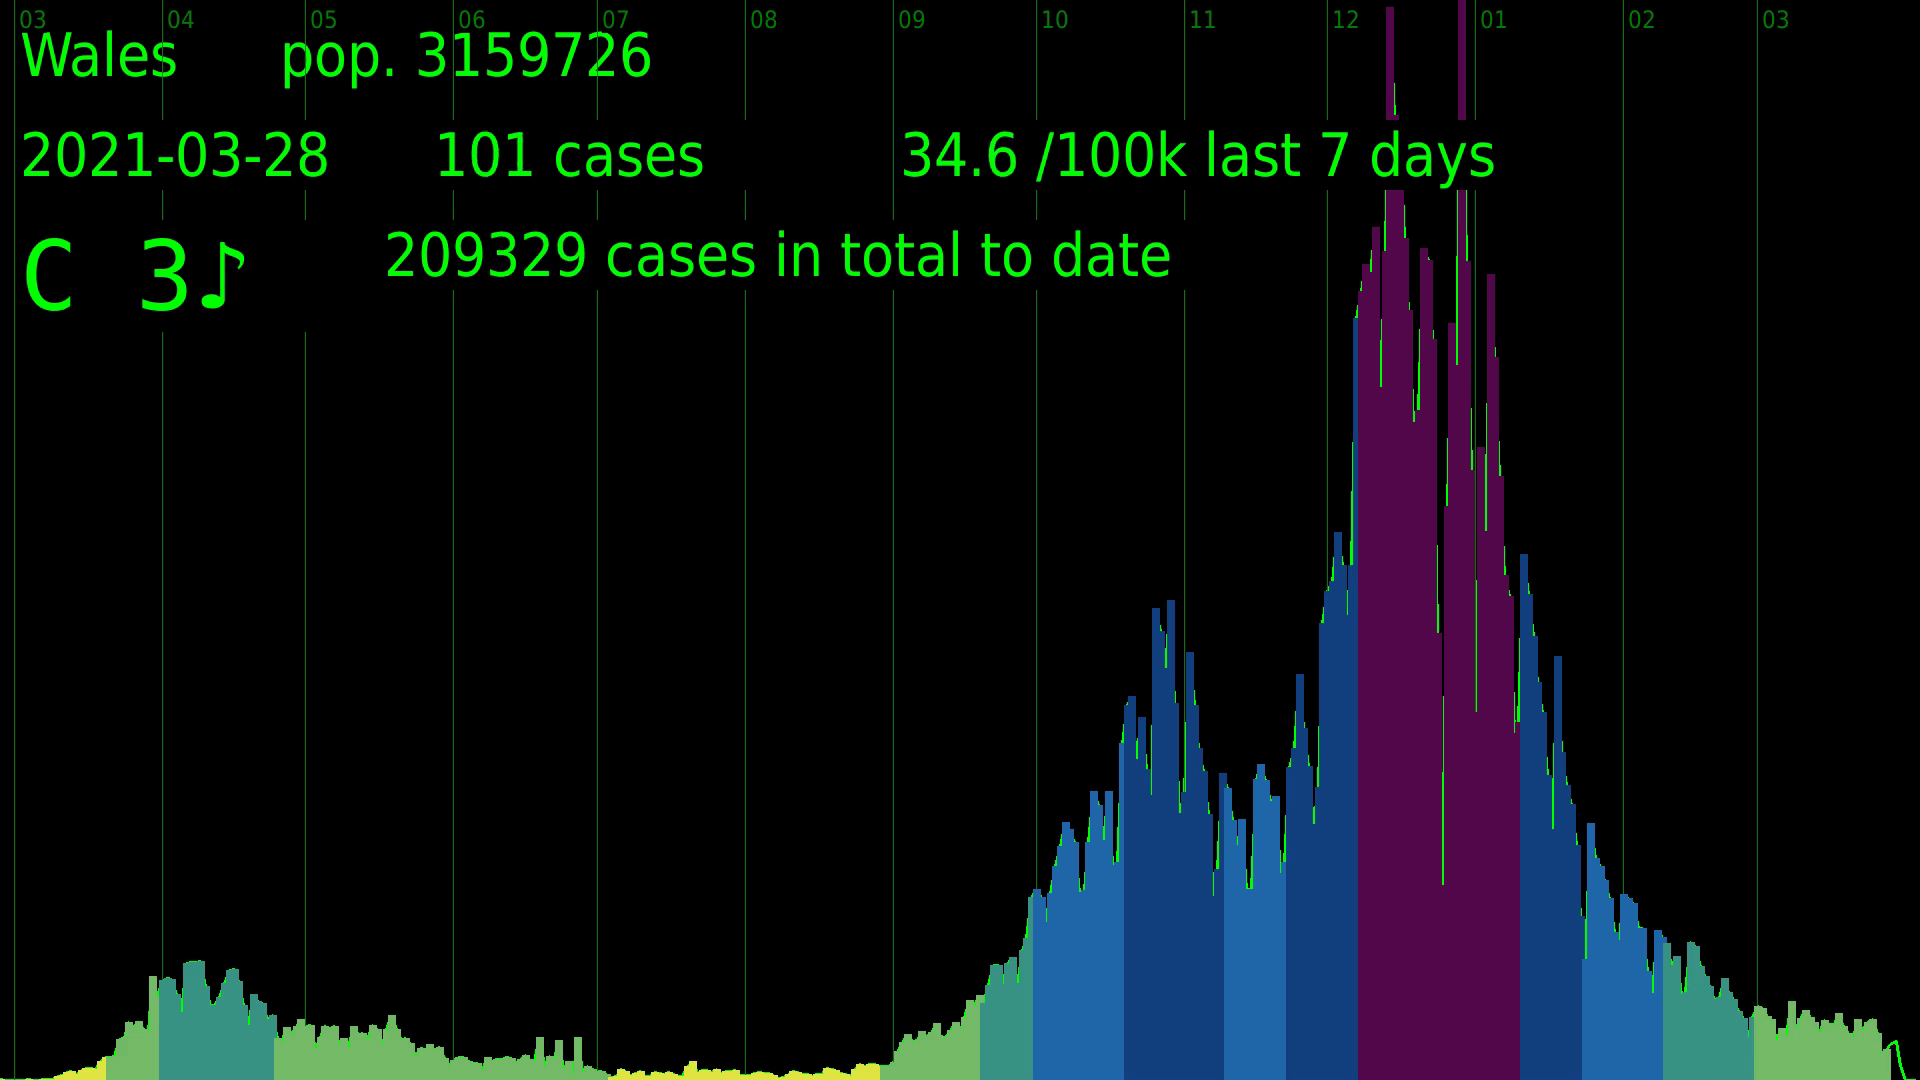 03 04 05 06 07 08 09 10 11 12 01 02 03
Wales pop. 3159726
2021-03-28 101 cases 34.6 /100k last 7 days
C 3♪ 209329 cases in total to date